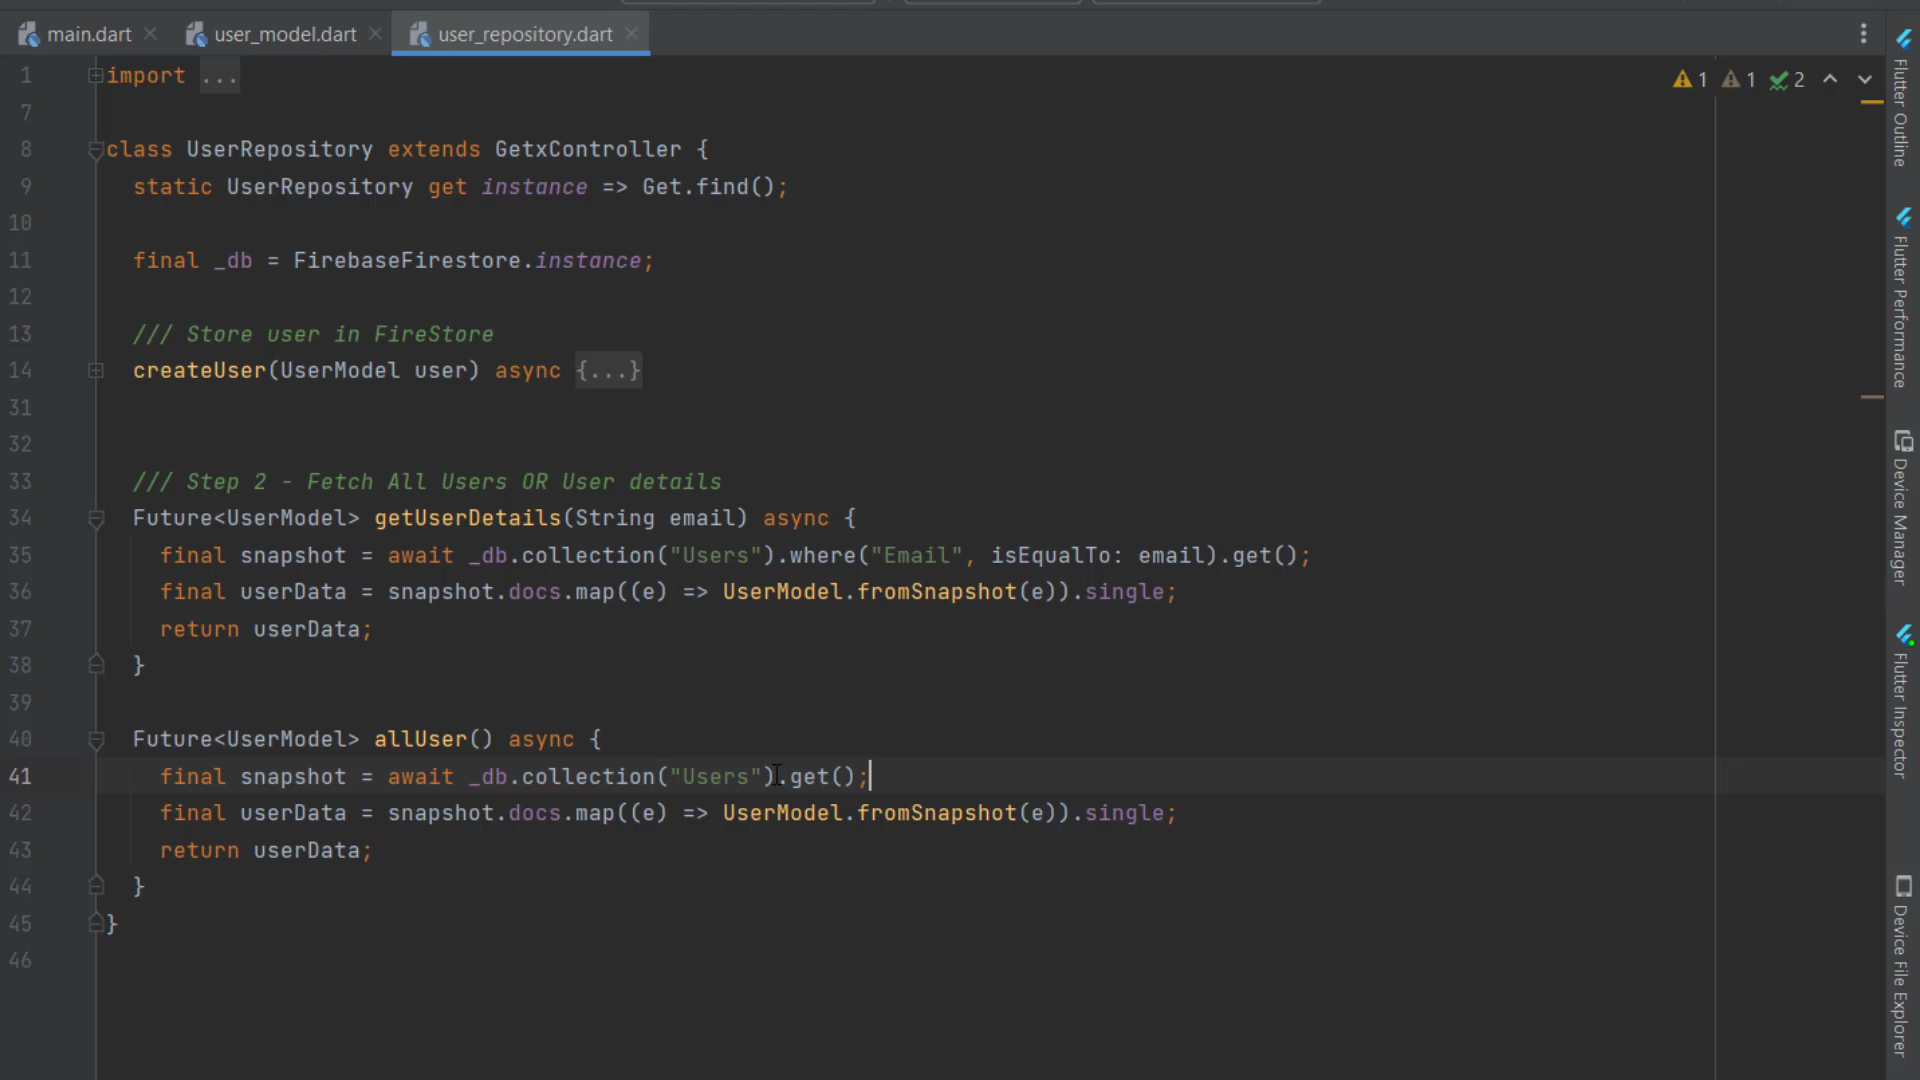 main.dart
user_model.dart
user_repository.dart
1 import ...
1 1 2
7
8 class UserRepository extends GetxController {
9 static UserRepository get instance => Get.find();
10
11 final _db = FirebaseFirestore.instance;
12
13 /// Store user in FireStore
14 createUser(UserModel user) async {...}
31
32
33 /// Step 2 - Fetch All Users OR User details
34 Future<UserModel> getUserDetails(String email) async {
35 final snapshot = await _db.collection("Users").where("Email", isEqualTo: email).get();
36 final userData = snapshot.docs.map((e) => UserModel.fromSnapshot(e)).single;
37 return userData;
38 }
39
40 Future<UserModel> allUser() async {
41 final snapshot = await _db.collection("Users").get();
42 final userData = snapshot.docs.map((e) => UserModel.fromSnapshot(e)).single;
43 return userData;
44 }
45 }
46
Flutter Outline
Flutter Performance
Device Manager
Flutter Inspector
Device File Explorer